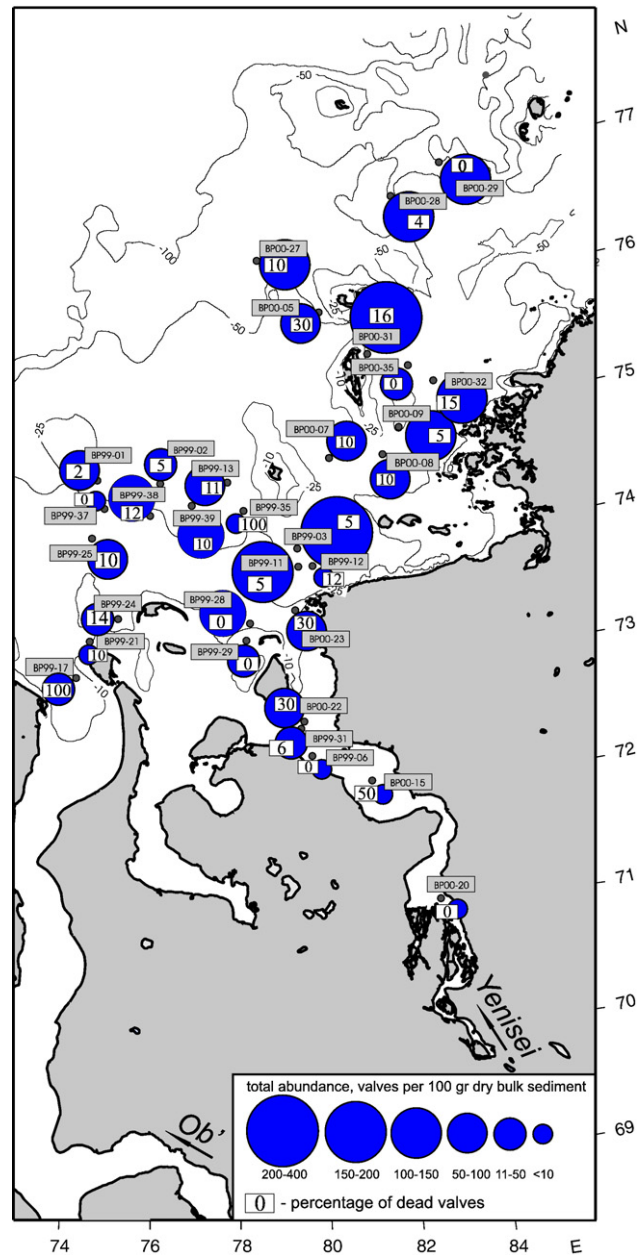 N
-50
77
0
BP00-29
BP00-28
4
-50
-100
76
BP00-27
10
-50
-25
BP00-05
30
16
BP00-31
-50
75
BP00-35
0
-10
BP00-32
15
BP00-09
5
-25
BP00-07
10
BP00-08
10
-25
BP99-01
2
BP99-02
5
BP99-13
11
-10
-25
74
0
BP99-37
BP99-38
12
BP99-39
10
BP99-35
100
5
BP99-03
BP99-25
10
BP99-11
5
BP99-12
12
-25
BP99-24
14
BP99-28
0
30
BP00-23
73
BP99-21
10
BP99-29
0
-10
BP99-17
100
-10
30
BP00-22
BP99-31
6
72
BP99-06
0
BP00-15
50
71
BP00-20
0
70
Yenisei
total abundance, valves per 100 gr dry bulk sediment
200-400 150-200 100-150 50-100 11-50 <10
0 - percentage of dead valves
69
Ob'
74 76 78 80 82 84 E